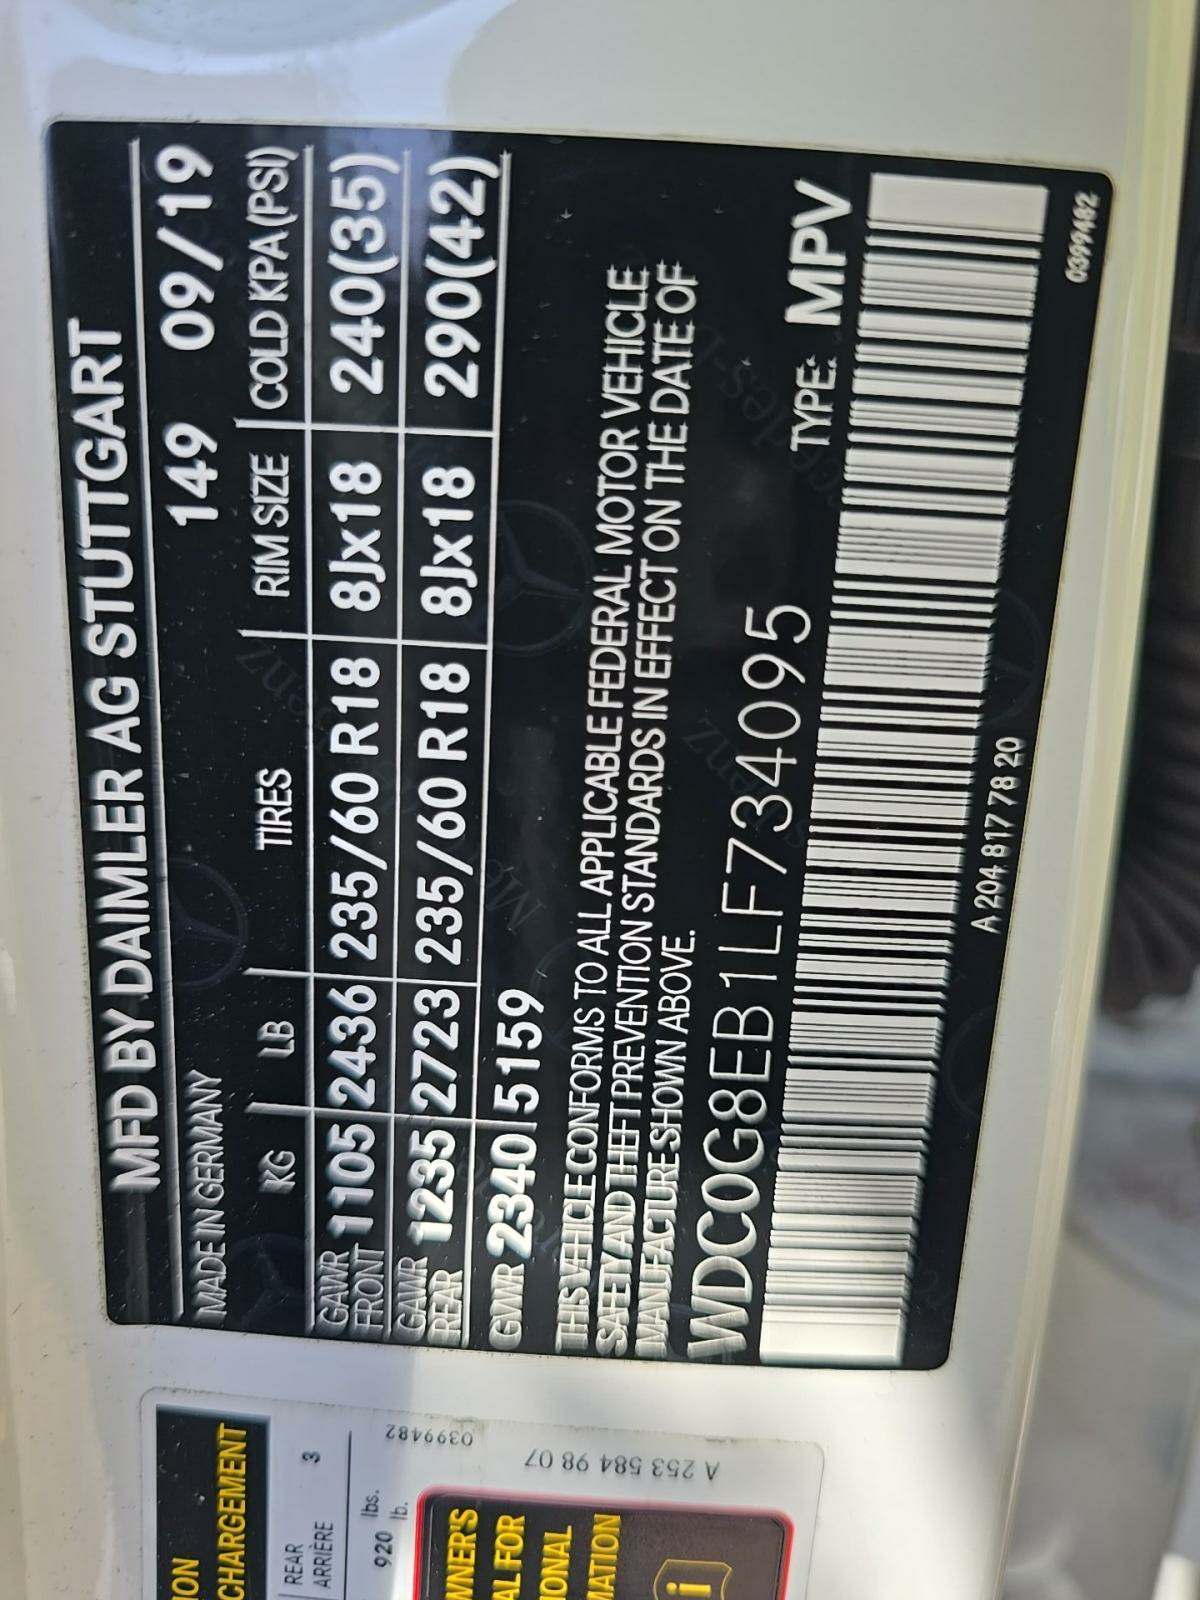 MFD BY DAIMLER AG STUTTGART
MADE IN GERMANY 149 09/19
KG LB TIRES RIM SIZE COLD KPA(PSI)
GAWR FRONT 1105 2436 235/60 R18 8Jx18 240(35)
GAWR REAR 1235 2723 235/60 R18 8Jx18 290(42)
GVWR 2340 5159
THIS VEHICLE CONFORMS TO ALL APPLICABLE FEDERAL MOTOR VEHICLE
SAFETY AND THEFT PREVENTION STANDARDS IN EFFECT ON THE DATE OF
MANUFACTURE SHOWN ABOVE.
TYPE: MPV
WDC0G8EB1LF734095
A 204 817 78 20
0399482
CHARGEMENT
REAR
ARRIÈRE 3
920 lbs.
lb.
0399482
A 253 584 98 07